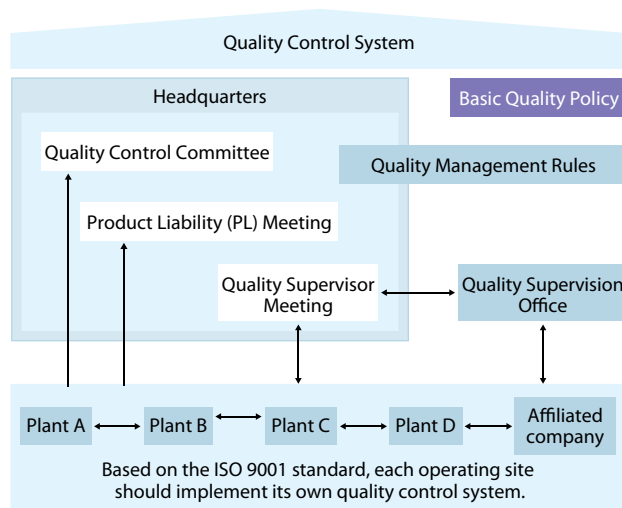 Quality Control System
Headquarters
Basic Quality Policy
Quality Control Committee
Quality Management Rules
Product Liability (PL) Meeting
Quality Supervisor
Meeting
Quality Supervision
Office
Plant A
Plant B
Plant C
Plant D
Affiliated
company
Based on the ISO 9001 standard, each operating site
should implement its own quality control system.